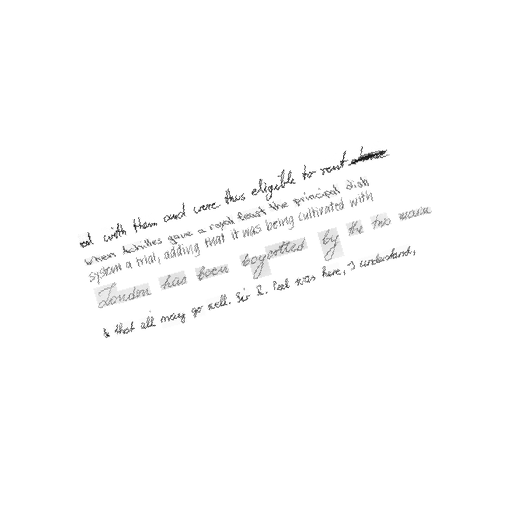 eat with them and were thus eligible to rent
When Achilles gave a royal feast the principal dish
system a trial, adding that it was being cultivated with
London has been boycotted by the two
& that all may go well. Sir R. Peel was here, I understand,